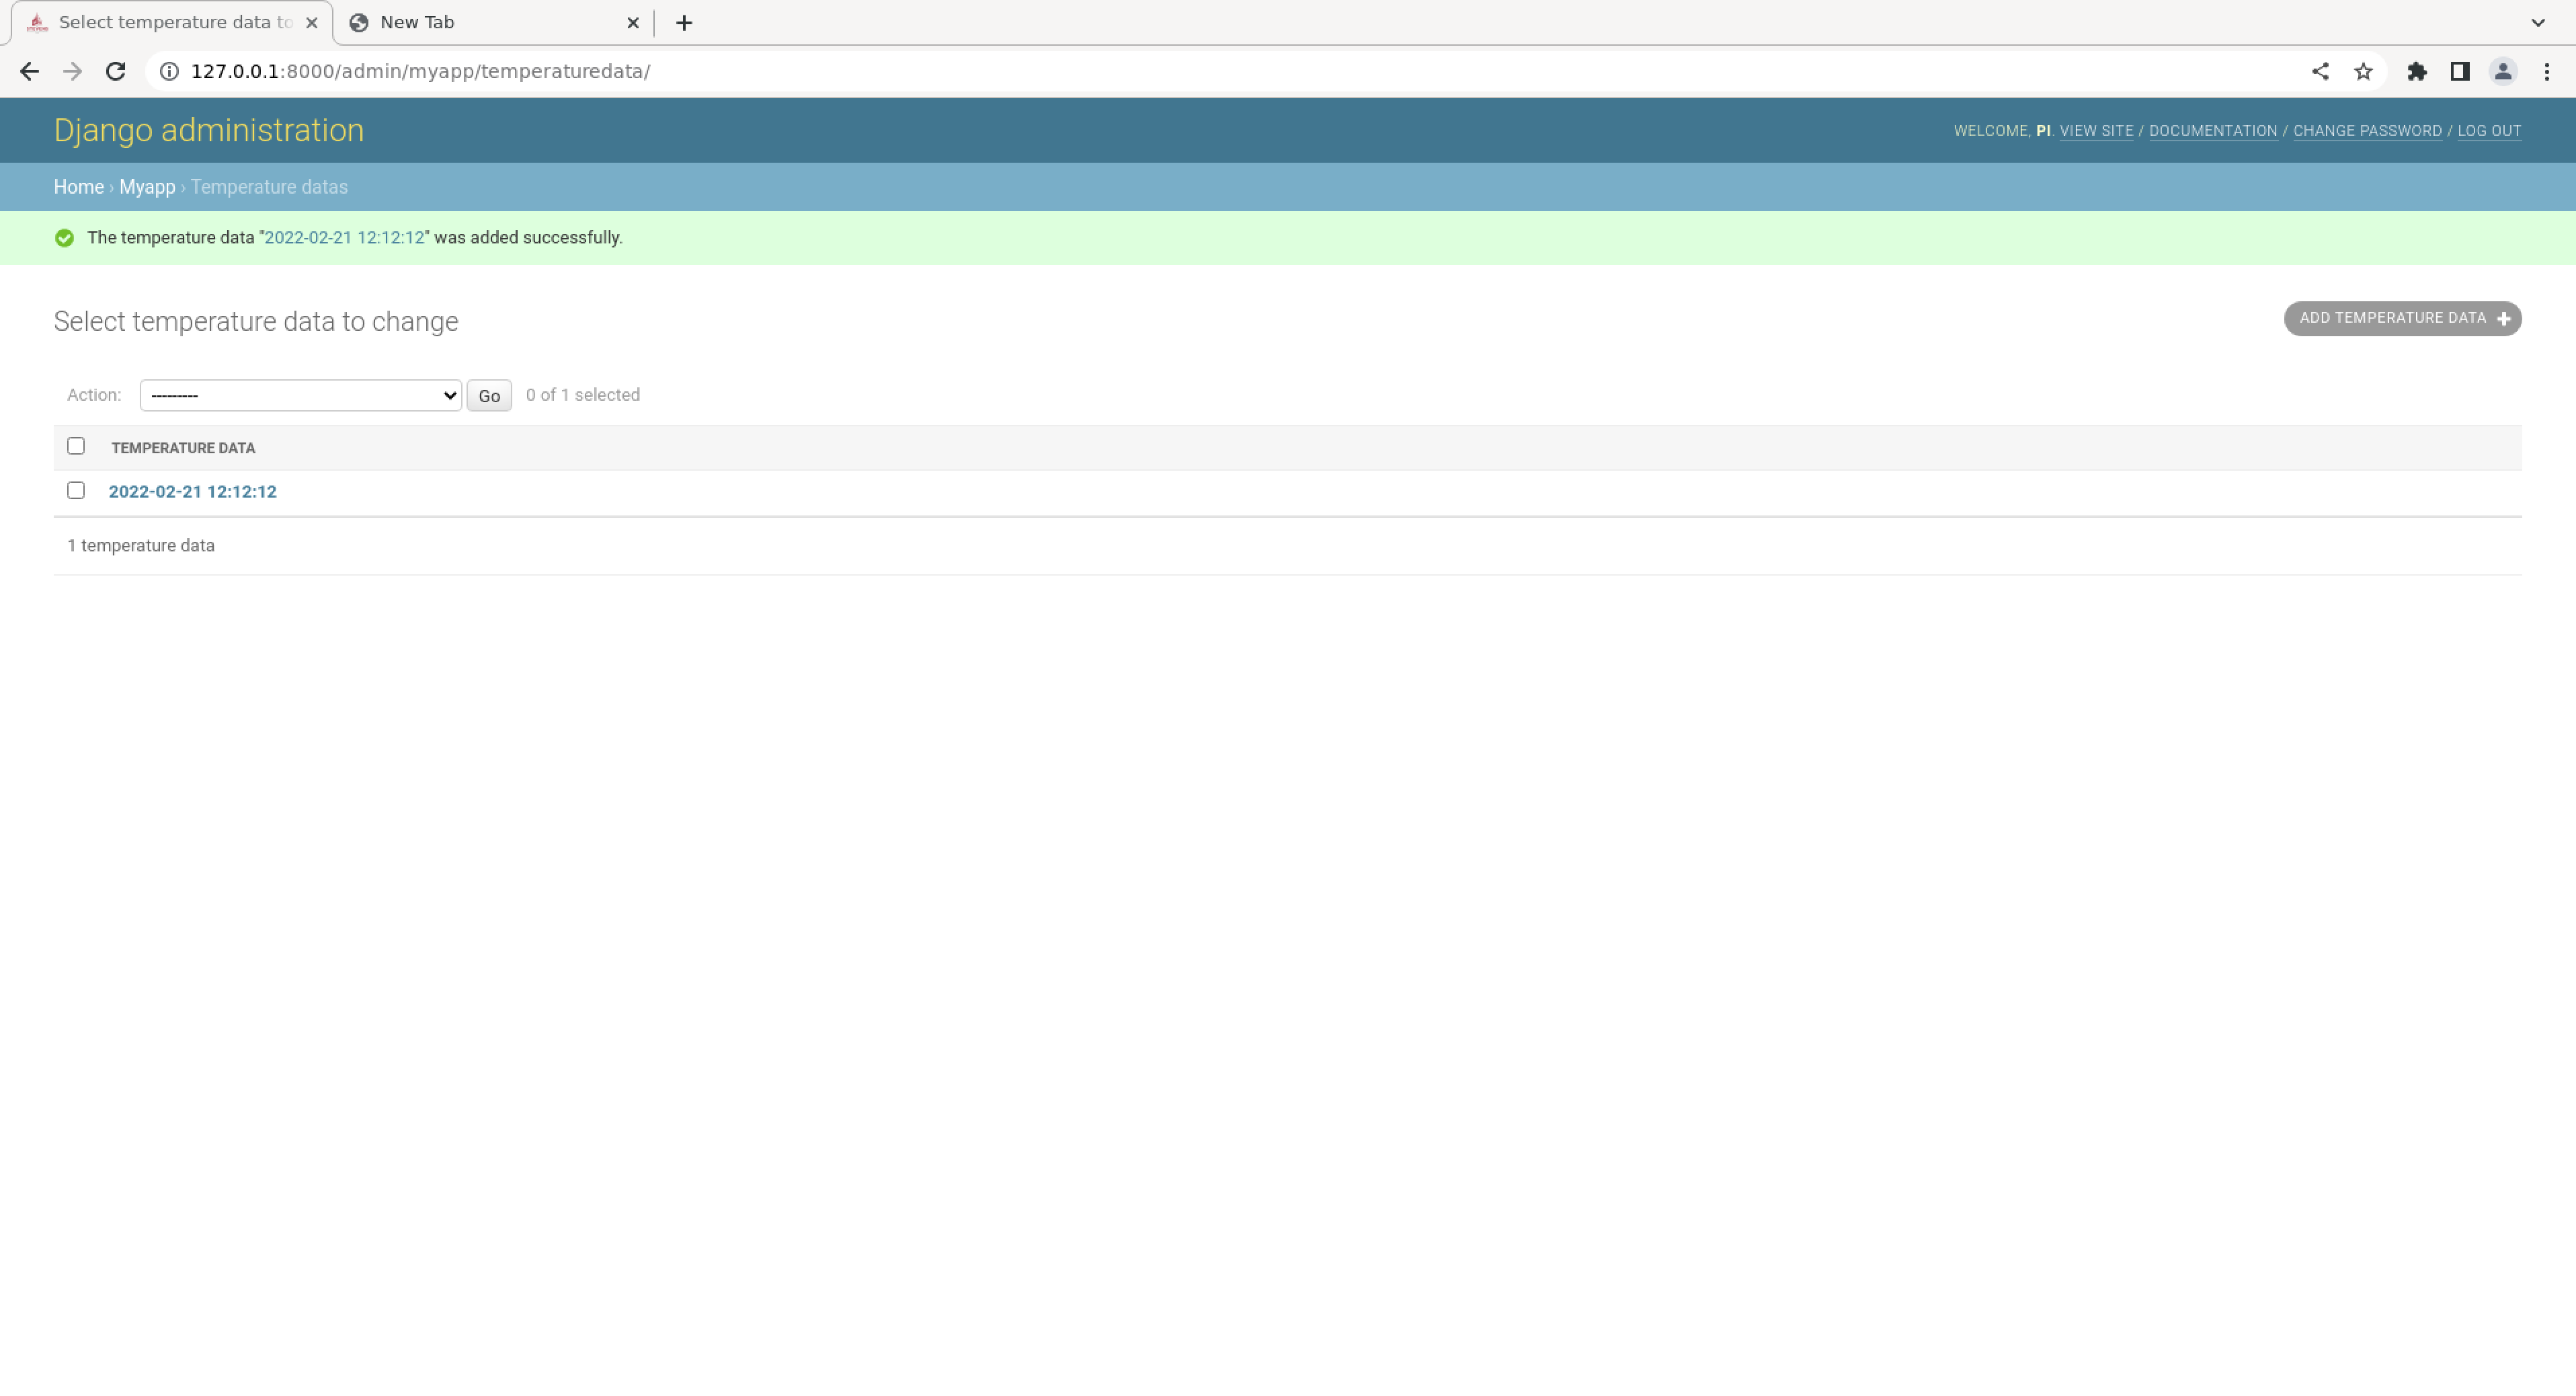 Select temperature data to
New Tab
127.0.0.1:8000/admin/myapp/temperaturedata/
Django administration
WELCOME, PI. VIEW SITE / DOCUMENTATION / CHANGE PASSWORD / LOG OUT
Home › Myapp › Temperature datas
The temperature data "2022-02-21 12:12:12" was added successfully.
Select temperature data to change
ADD TEMPERATURE DATA +
Action: --------- Go 0 of 1 selected
TEMPERATURE DATA
2022-02-21 12:12:12
1 temperature data